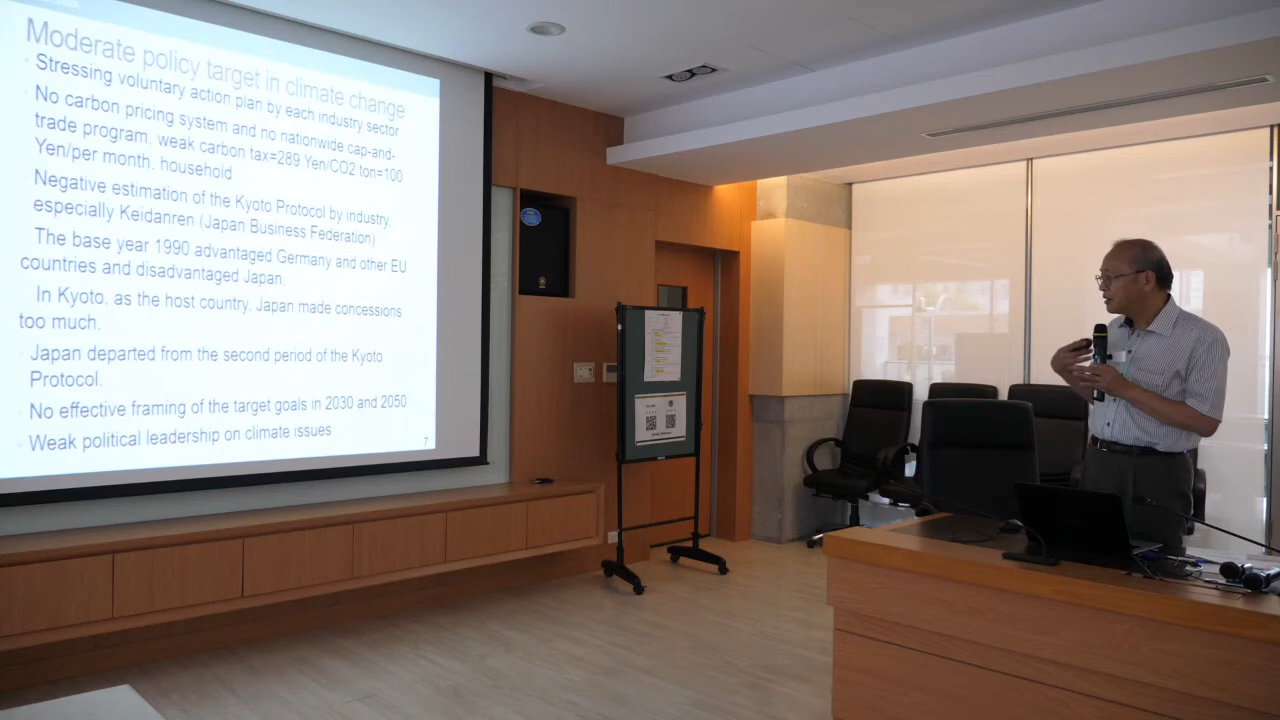 Moderate policy target in climate change
Stressing voluntary action plan by each industry sector
No carbon pricing system and no nationwide cap-and-
trade program, weak carbon tax=289 Yen/CO2 ton=100
Yen/per month, household
Negative estimation of the Kyoto Protocol by industry,
especially Keidanren (Japan Business Federation)
The base year 1990 advantaged Germany and other EU
countries and disadvantaged Japan,
In Kyoto, as the host country, Japan made concessions
too much.
Japan departed from the second period of the Kyoto
Protocol.
No effective framing of the target goals in 2030 and 2050
Weak political leadership on climate issues
7